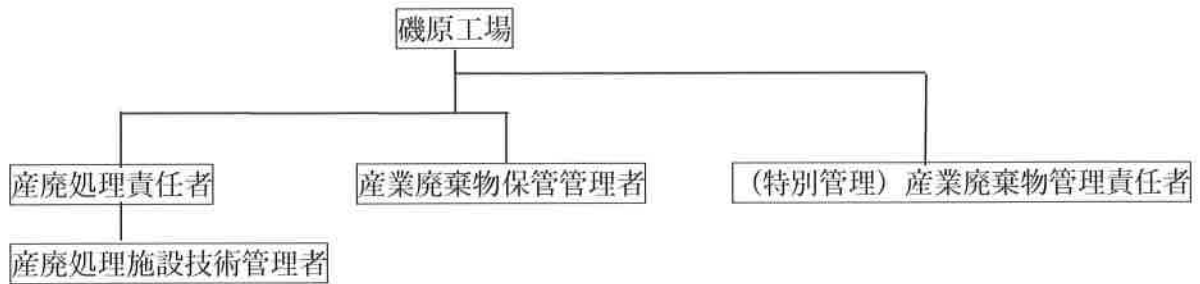 磯原工場
産廃処理責任者
産業廃棄物保管管理者
（特別管理）産業廃棄物管理責任者
産廃処理施設技術管理者